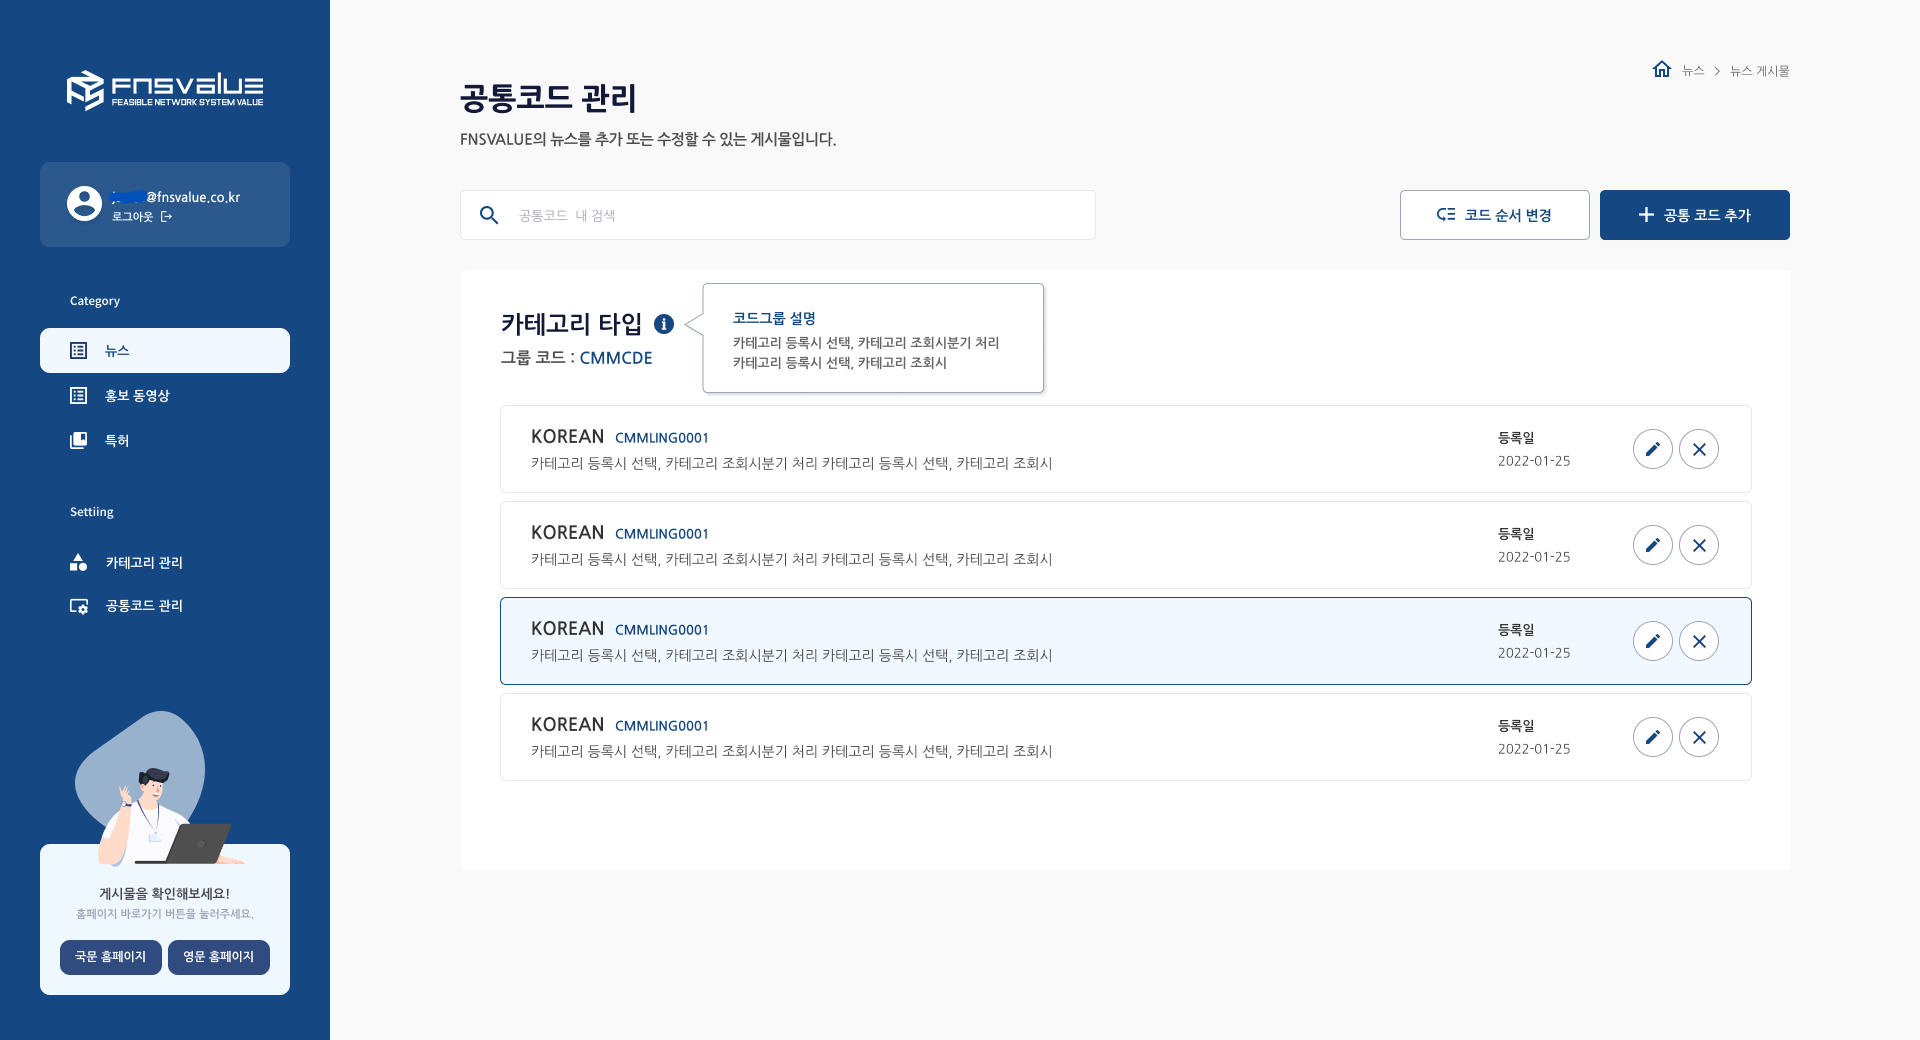 FNSVALUE
FEASIBLE NETWORK SYSTEM VALUE
@fnsvalue.co.kr
로그아웃
Category
뉴스
홍보 동영상
특허
Settiing
카테고리 관리
공통코드 관리
게시물을 확인해보세요!
홈페이지 바로가기 버튼을 눌러주세요.
국문 홈페이지
영문 홈페이지
뉴스 > 뉴스 게시물
공통코드 관리
FNSVALUE의 뉴스를 추가 또는 수정할 수 있는 게시물입니다.
공통코드 내 검색
코드 순서 변경
공통 코드 추가
카테고리 타입
그룹 코드 : CMMCDE
코드그룹 설명
카테고리 등록시 선택, 카테고리 조회시분기 처리
카테고리 등록시 선택, 카테고리 조회시
KOREAN CMMLING0001
카테고리 등록시 선택, 카테고리 조회시분기 처리 카테고리 등록시 선택, 카테고리 조회시
등록일
2022-01-25
KOREAN CMMLING0001
카테고리 등록시 선택, 카테고리 조회시분기 처리 카테고리 등록시 선택, 카테고리 조회시
등록일
2022-01-25
KOREAN CMMLING0001
카테고리 등록시 선택, 카테고리 조회시분기 처리 카테고리 등록시 선택, 카테고리 조회시
등록일
2022-01-25
KOREAN CMMLING0001
카테고리 등록시 선택, 카테고리 조회시분기 처리 카테고리 등록시 선택, 카테고리 조회시
등록일
2022-01-25